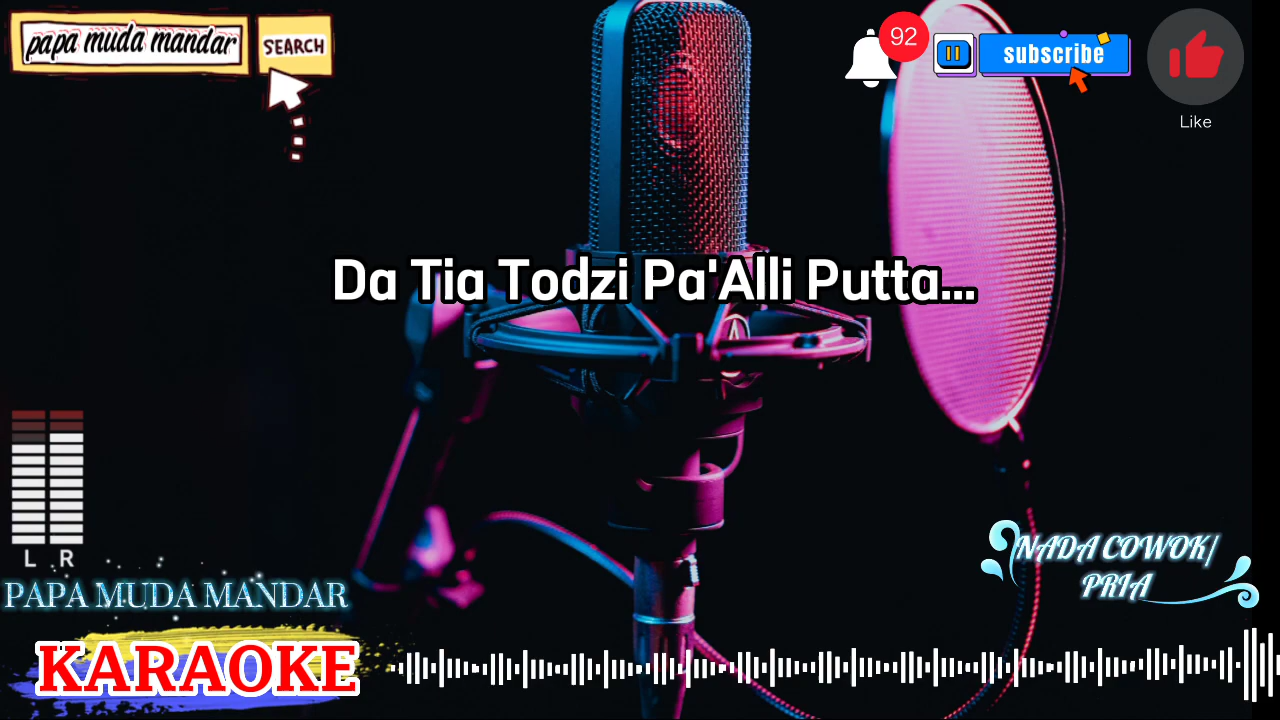 papa muda mandar
SEARCH
92
subscribe
Like
Da Tia Todzi Pa'Alli Putta...
L R
PAPA MUDA MANDAR
KARAOKE
NADA COWOK/
PRIA